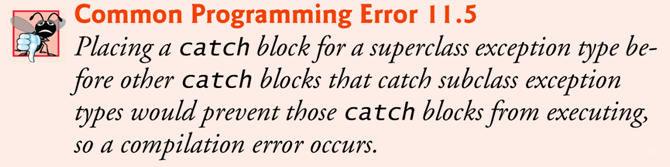 Common Programming Error 11.5
Placing a catch block for a superclass exception type be-
fore other catch blocks that catch subclass exception
types would prevent those catch blocks from executing,
so a compilation error occurs.